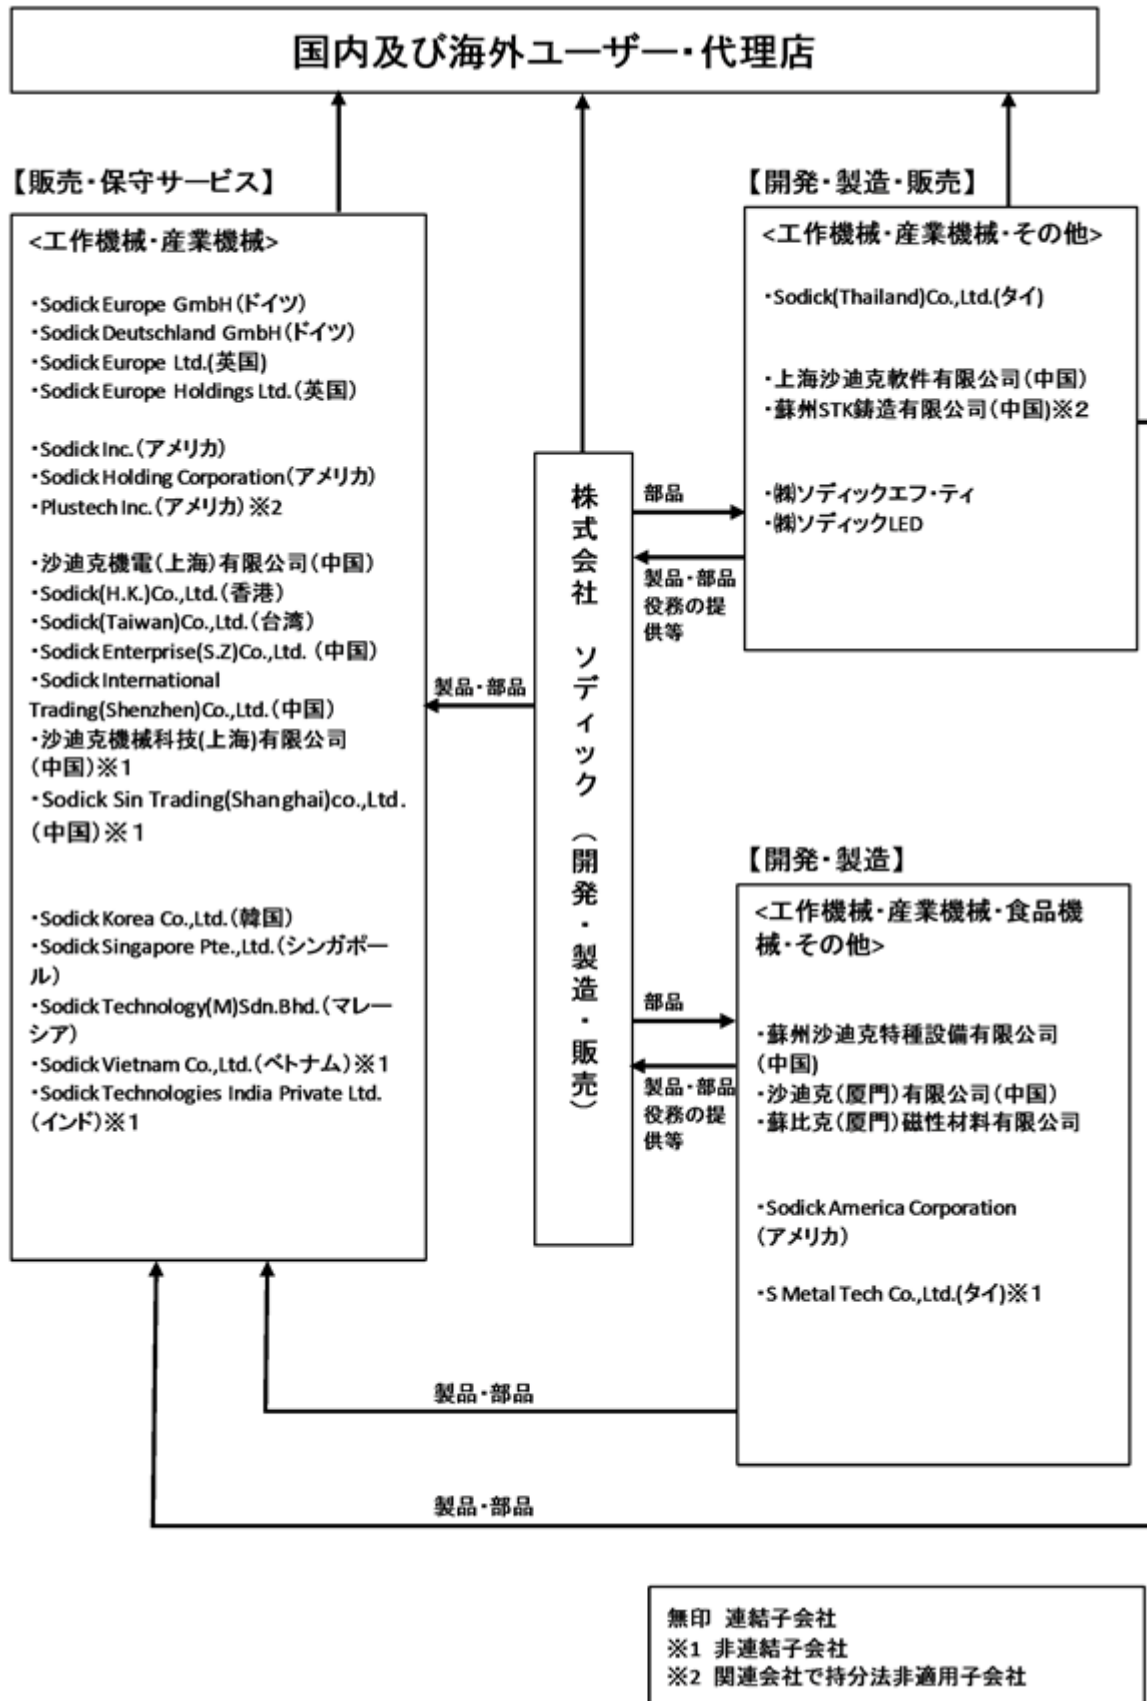 国内及び海外ユーザー・代理店
【販売・保守サービス】
<工作機械・産業機械>
・Sodick Europe GmbH(ドイツ)
・Sodick Deutschland GmbH(ドイツ)
・Sodick Europe Ltd.(英国)
・Sodick Europe Holdings Ltd.(英国)
・Sodick Inc.(アメリカ)
・Sodick Holding Corporation(アメリカ)
・Plustech Inc.(アメリカ)※2
・沙迪克機電(上海)有限公司(中国)
・Sodick(H.K.)Co.,Ltd.(香港)
・Sodick(Taiwan)Co.,Ltd.(台湾)
・Sodick Enterprise(S.Z)Co.,Ltd. (中国)
・Sodick International
Trading(Shenzhen)Co.,Ltd.(中国)
・沙迪克機械科技(上海)有限公司
(中国)※1
・Sodick Sin Trading(Shanghai)co.,Ltd.
(中国)※1
・Sodick Korea Co.,Ltd.(韓国)
・Sodick Singapore Pte.,Ltd.(シンガポー
ル)
・Sodick Technology(M)Sdn.Bhd.(マレー
シア)
・Sodick Vietnam Co.,Ltd.(ベトナム)※1
・Sodick Technologies India Private Ltd.
(インド)※1
製品・部品
株式会社 ソディック (開発・製造・販売)
部品
製品・部品
役務の提
供等
【開発・製造・販売】
<工作機械・産業機械・その他>
・Sodick(Thailand)Co.,Ltd.(タイ)
・上海沙迪克軟件有限公司(中国)
・蘇州STK鋳造有限公司(中国)※2
・㈱ソディックエフ・ティ
・㈱ソディックLED
部品
製品・部品
役務の提
供等
【開発・製造】
<工作機械・産業機械・食品機
械・その他>
・蘇州沙迪克特種設備有限公司
(中国)
・沙迪克(厦門)有限公司(中国)
・蘇比克(厦門)磁性材料有限公司
・Sodick America Corporation
(アメリカ)
・S Metal Tech Co.,Ltd.(タイ)※1
製品・部品
製品・部品
無印 連結子会社
※1 非連結子会社
※2 関連会社で持分法非適用子会社